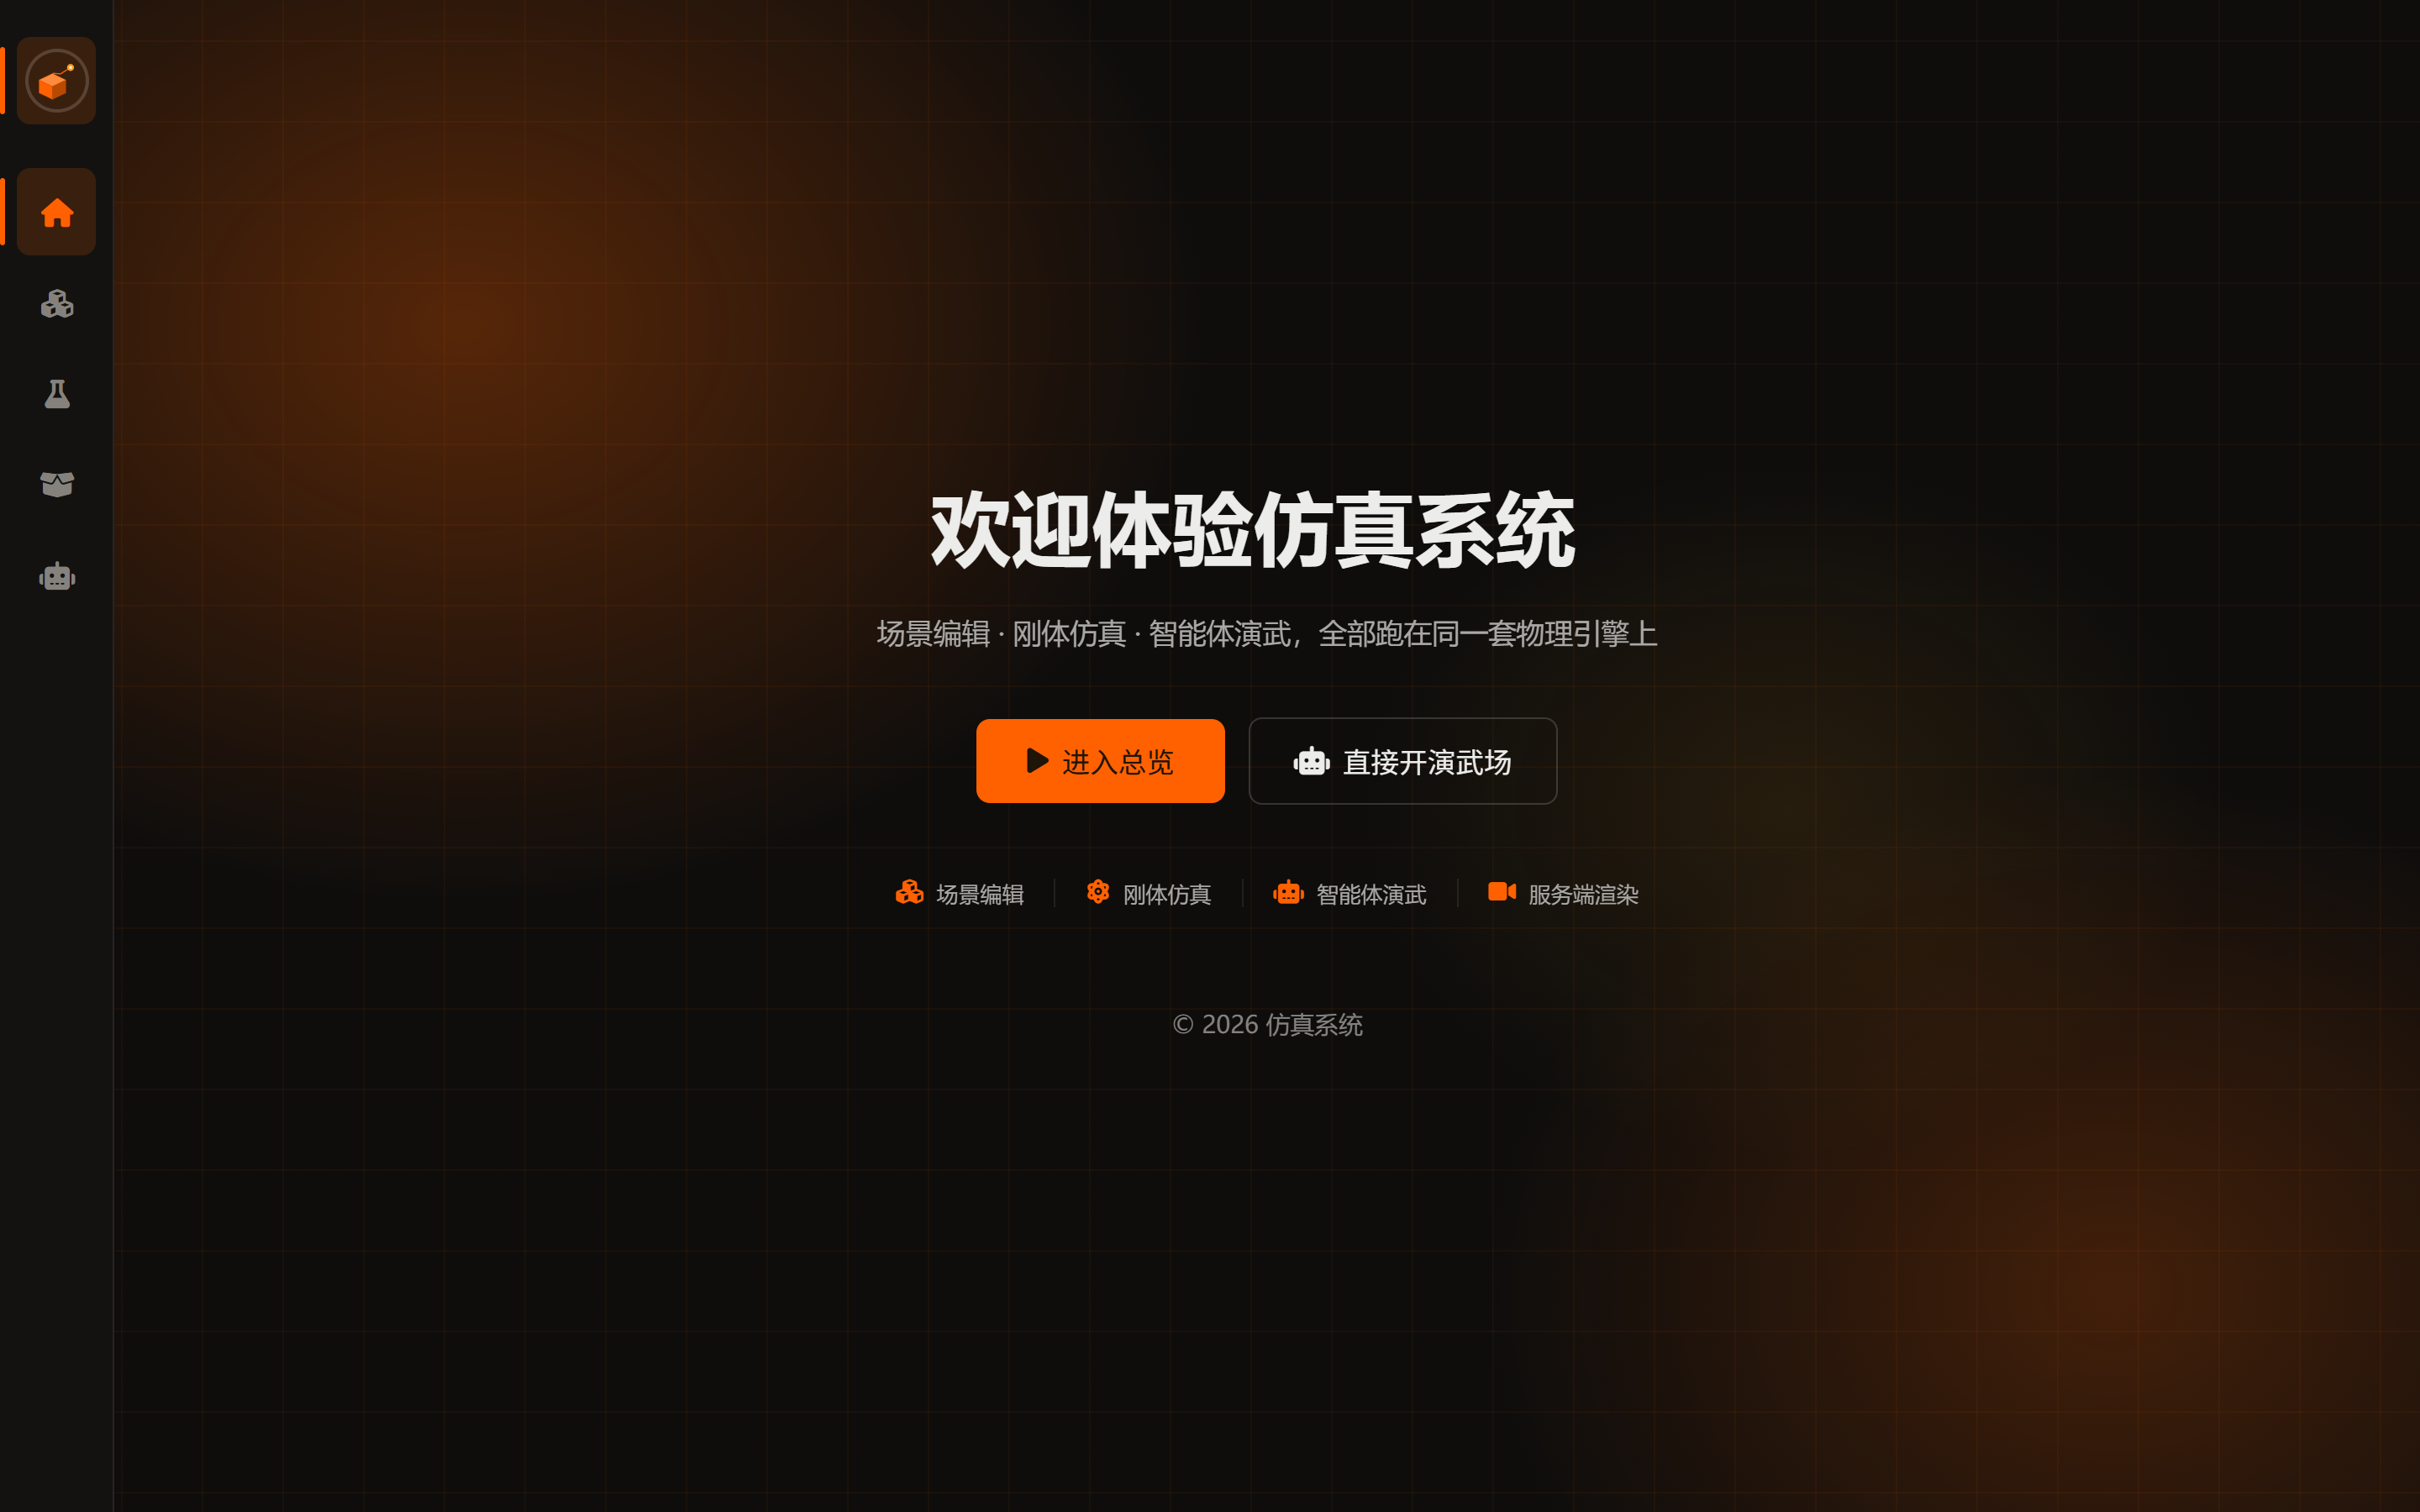 欢迎体验仿真系统
场景编辑 · 刚体仿真 · 智能体演武，全部跑在同一套物理引擎上
进入总览
直接开演武场
场景编辑
刚体仿真
智能体演武
服务端渲染
© 2026 仿真系统